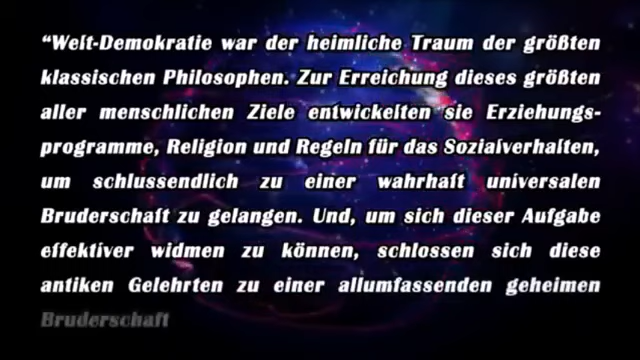 “Welt-Demokratie war der heimliche Traum der größten
klassischen Philosophen. Zur Erreichung dieses größten
aller menschlichen Ziele entwickelten sie Erziehungs-
programme, Religion und Regeln für das Sozialverhalten,
um schlussendlich zu einer wahrhaft universalen
Bruderschaft zu gelangen. Und, um sich dieser Aufgabe
effektiver widmen zu können, schlossen sich diese
antiken Gelehrten zu einer allumfassenden geheimen
Bruderschaft